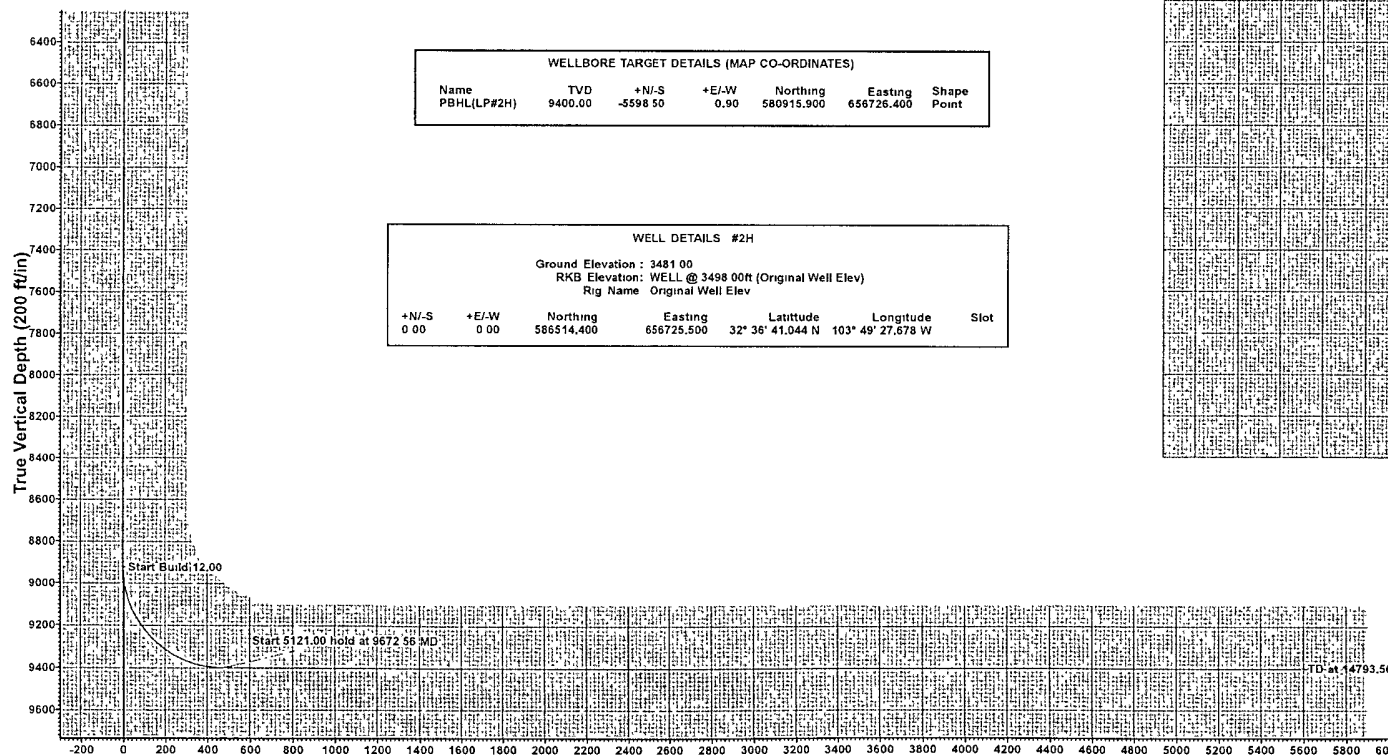 WELLBORE TARGET DETAILS (MAP CO-ORDINATES)
Name TVD +N/-S +E/-W Northing Easting Shape
PBHL(LP#2H) 9400.00 -5598 50 0.90 580915.900 656726.400 Point
WELL DETAILS #2H
Ground Elevation : 3481 00
RKB Elevation: WELL @ 3498 00ft (Original Well Elev)
Rig Name Original Well Elev
+N/-S +E/-W Northing Easting Latittude Longitude Slot
0 00 0 00 586514,400 656725,500 32° 36' 41,044 N 103° 49' 27,678 W
True Vertical Depth (200 ft/in)
6400
6600
6800
7000
7200
7400
7600
7800
8000
8200
8400
8600
8800
9000
9200
9400
9600
Start Build 12,00
Start 5121.00 hold at 9672 56 MD
TD at 14793,56
-200 0 200 400 600 800 1000 1200 1400 1600 1800 2000 2200 2400 2600 2800 3000 3200 3400 3600 3800 4000 4200 4400 4600 4800 5000 5200 5400 5600 5800